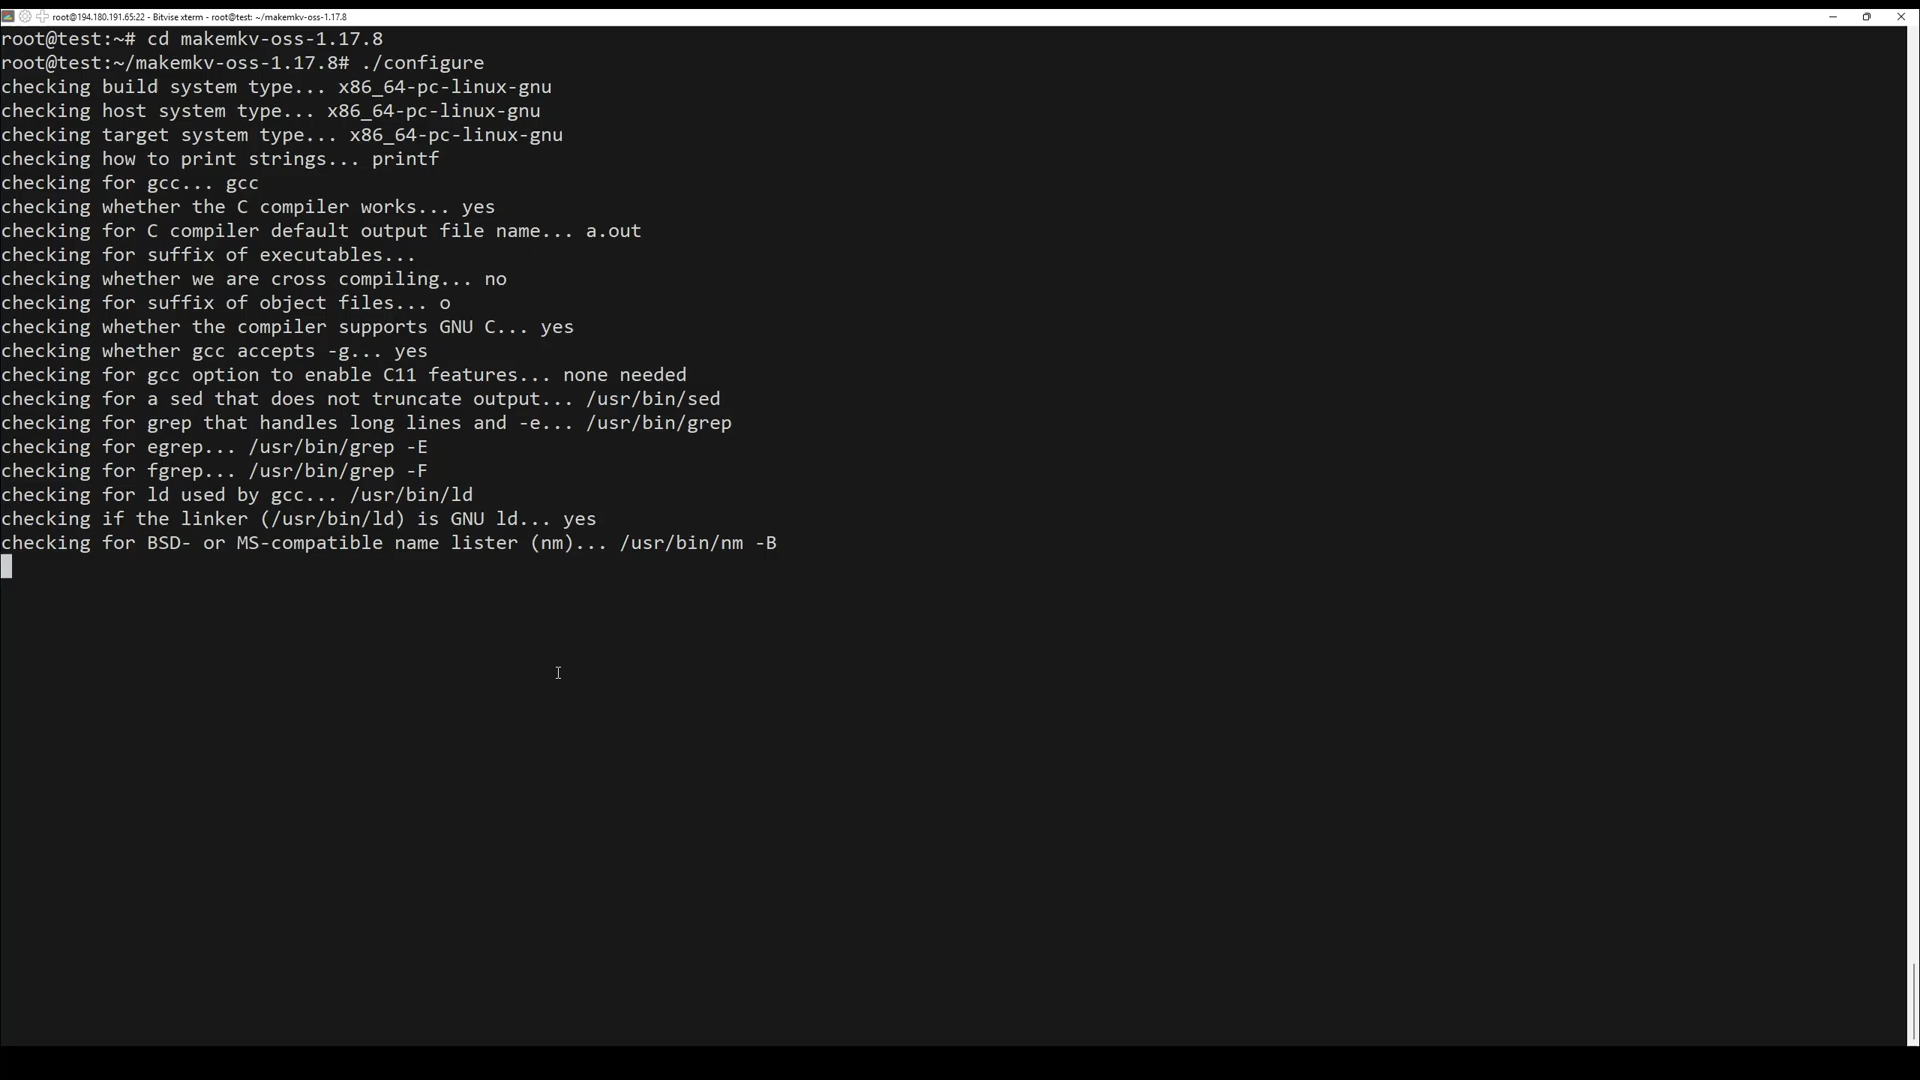 root@194.180.191.65:22 - Bitvise xterm - root@test: ~/makemkv-oss-1.17.8
root@test:~# cd makemkv-oss-1.17.8
root@test:~/makemkv-oss-1.17.8# ./configure
checking build system type... x86_64-pc-linux-gnu
checking host system type... x86_64-pc-linux-gnu
checking target system type... x86_64-pc-linux-gnu
checking how to print strings... printf
checking for gcc... gcc
checking whether the C compiler works... yes
checking for C compiler default output file name... a.out
checking for suffix of executables...
checking whether we are cross compiling... no
checking for suffix of object files... o
checking whether the compiler supports GNU C... yes
checking whether gcc accepts -g... yes
checking for gcc option to enable C11 features... none needed
checking for a sed that does not truncate output... /usr/bin/sed
checking for grep that handles long lines and -e... /usr/bin/grep
checking for egrep... /usr/bin/grep -E
checking for fgrep... /usr/bin/grep -F
checking for ld used by gcc... /usr/bin/ld
checking if the linker (/usr/bin/ld) is GNU ld... yes
checking for BSD- or MS-compatible name lister (nm)... /usr/bin/nm -B